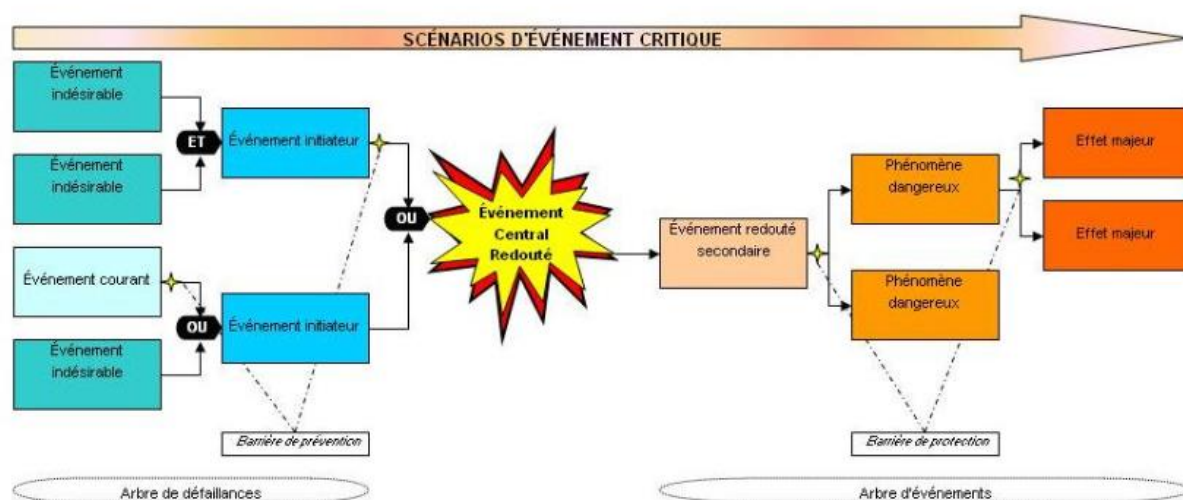 SCÉNARIOS D'ÉVÉNEMENT CRITIQUE
Événement
indésirable
ET
Événement initiateur
Événement
indésirable
Événement courant
OU
Événement initiateur
Événement
indésirable
OU
Événement
Central
Redouté
Événement redouté
secondaire
Phénomène
dangereux
Phénomène
dangereux
Effet majeur
Effet majeur
Barrière de prévention
Barrière de protection
Arbre de défaillances
Arbre d'événements